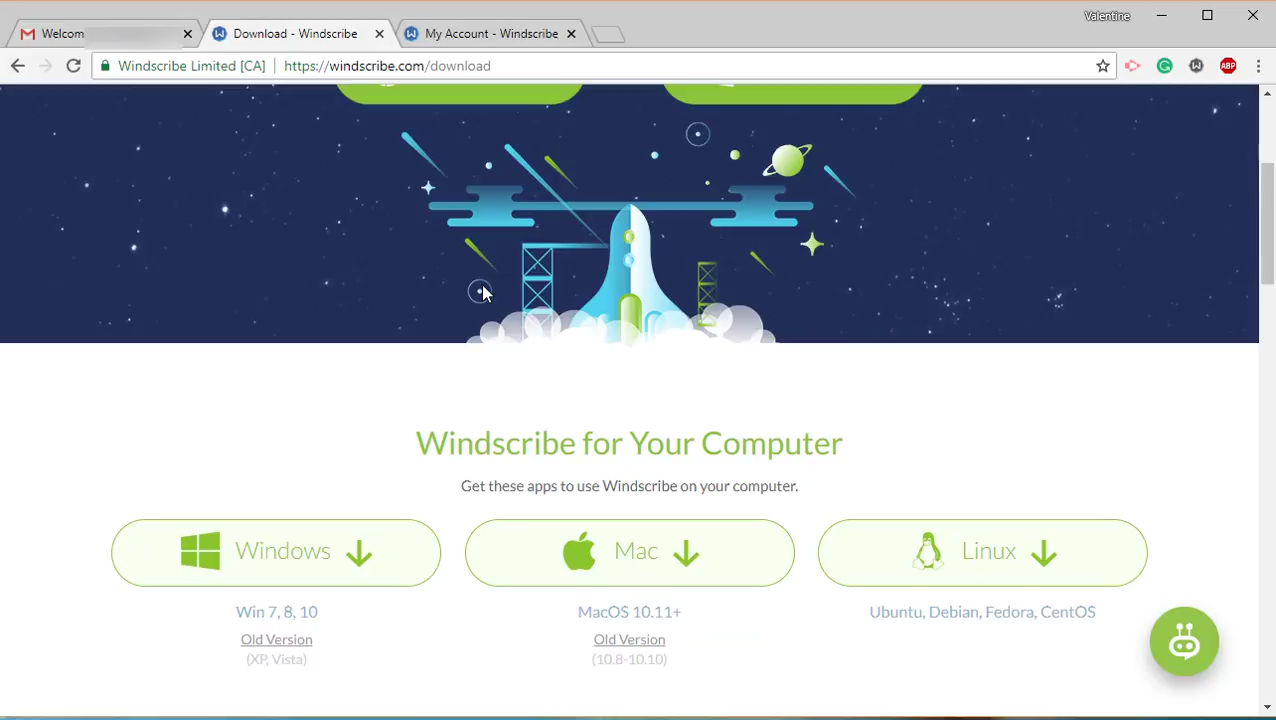 Valentine
Welcom
Download - Windscribe
My Account - Windscribe
Windscribe Limited [CA]
https://windscribe.com/download
ABP
Windscribe for Your Computer
Get these apps to use Windscribe on your computer.
Windows
Mac
Linux
Win 7, 8, 10
MacOS 10.11+
Ubuntu, Debian, Fedora, CentOS
Old Version
Old Version
(XP, Vista)
(10.8-10.10)